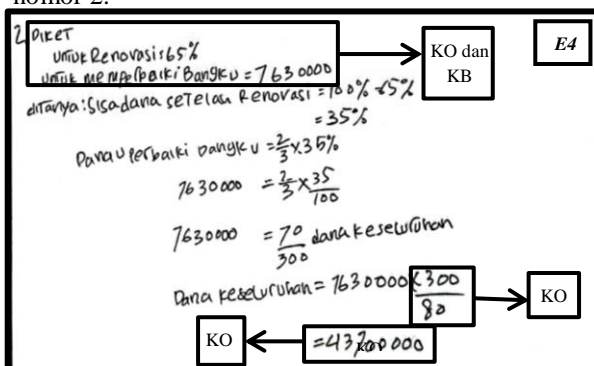 nomor 2.
2. DIKET
untuk Renovasi : 65%
untuk memperbaiki Bangku = 7630000
KO dan
KB
E4
ditanya : Sisa dana setelah Renovasi = 100% - 65%
= 35%
Dana u perbaiki bangku = 2/3 x 35%
7630000 = 2/3 x 35/100
7630000 = 70/300 dana keseluruhan
Dana keseluruhan = 7630000 x 300/80
KO
KO